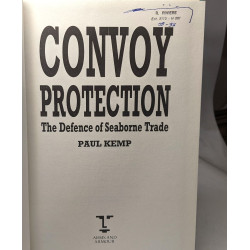 CONVOY
PROTECTION
The Defence of Seaborne Trade
PAUL KEMP